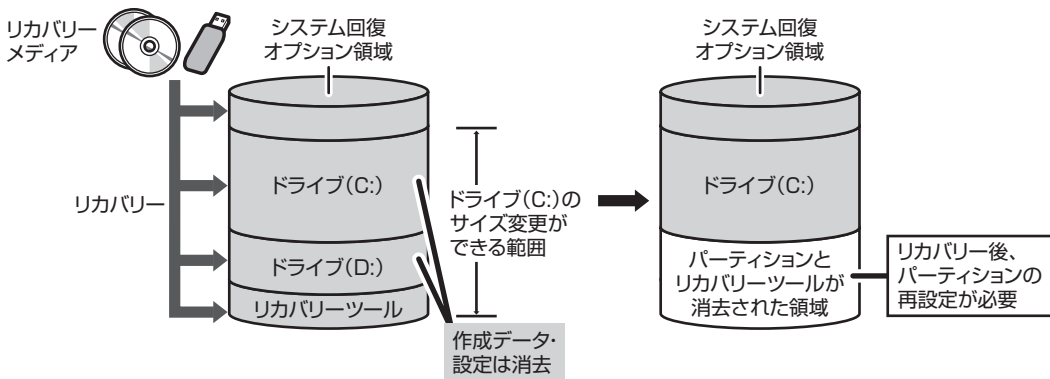 リカバリー
メディア
システム回復
オプション領域
リカバリー
ドライブ(C:)
ドライブ(D:)
リカバリーツール
ドライブ(C:)の
サイズ変更が
できる範囲
作成データ・
設定は消去
システム回復
オプション領域
ドライブ(C:)
パーティションと
リカバリーツールが
消去された領域
リカバリー後、
パーティションの
再設定が必要